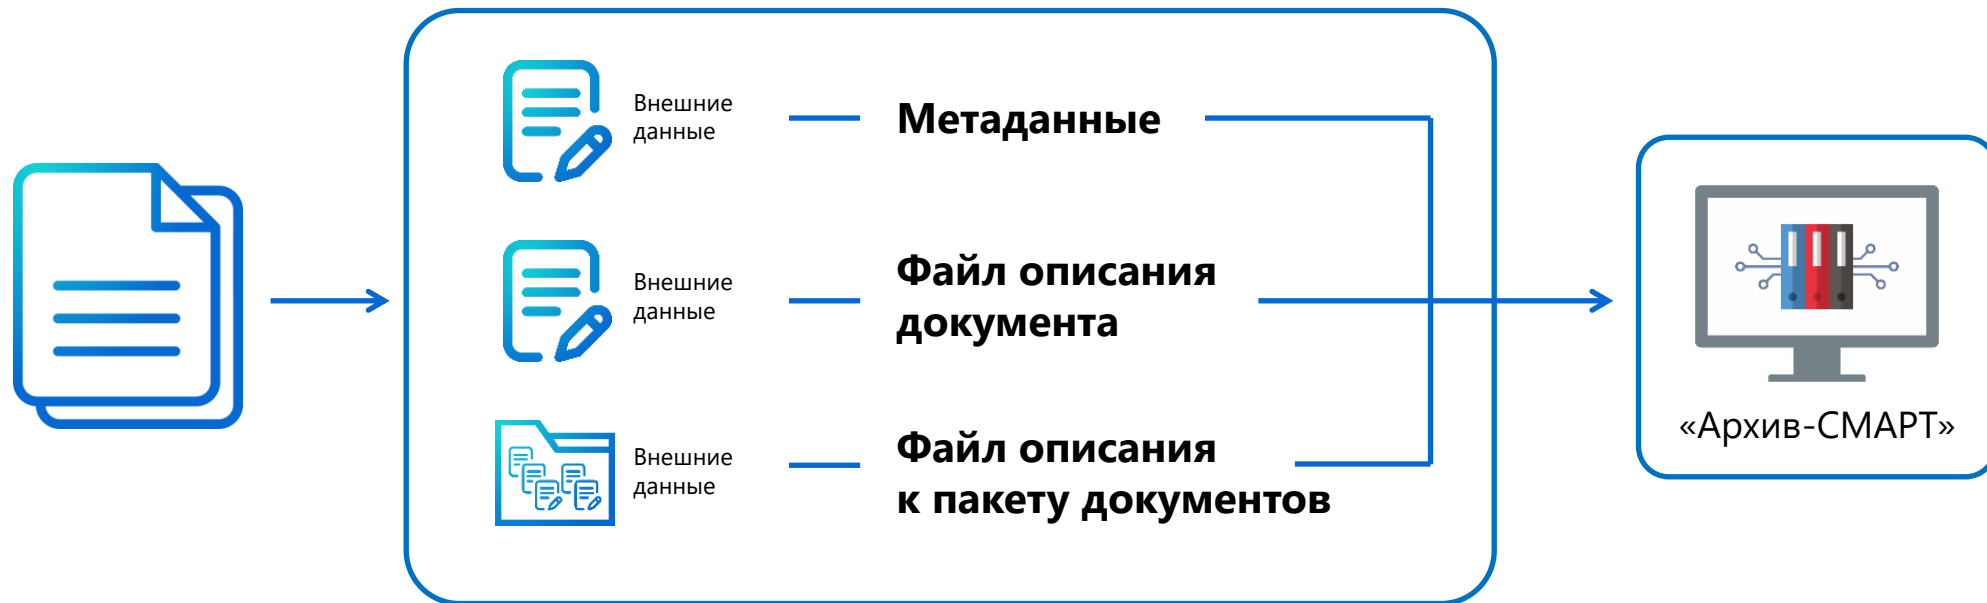 Внешние
данные
Метаданные
Внешние
данные
Файл описания
документа
Внешние
данные
Файл описания
к пакету документов
«Архив-СМАРТ»